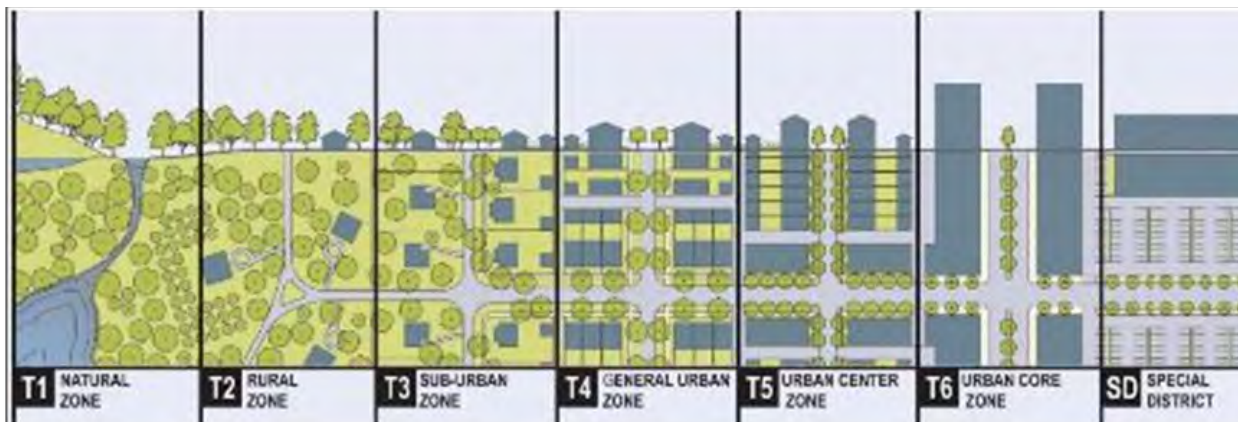 T1 NATURAL
ZONE
T2 RURAL
ZONE
T3 SUB-URBAN
ZONE
T4 GENERAL URBAN
ZONE
T5 URBAN CENTER
ZONE
T6 URBAN CORE
ZONE
SD SPECIAL
DISTRICT